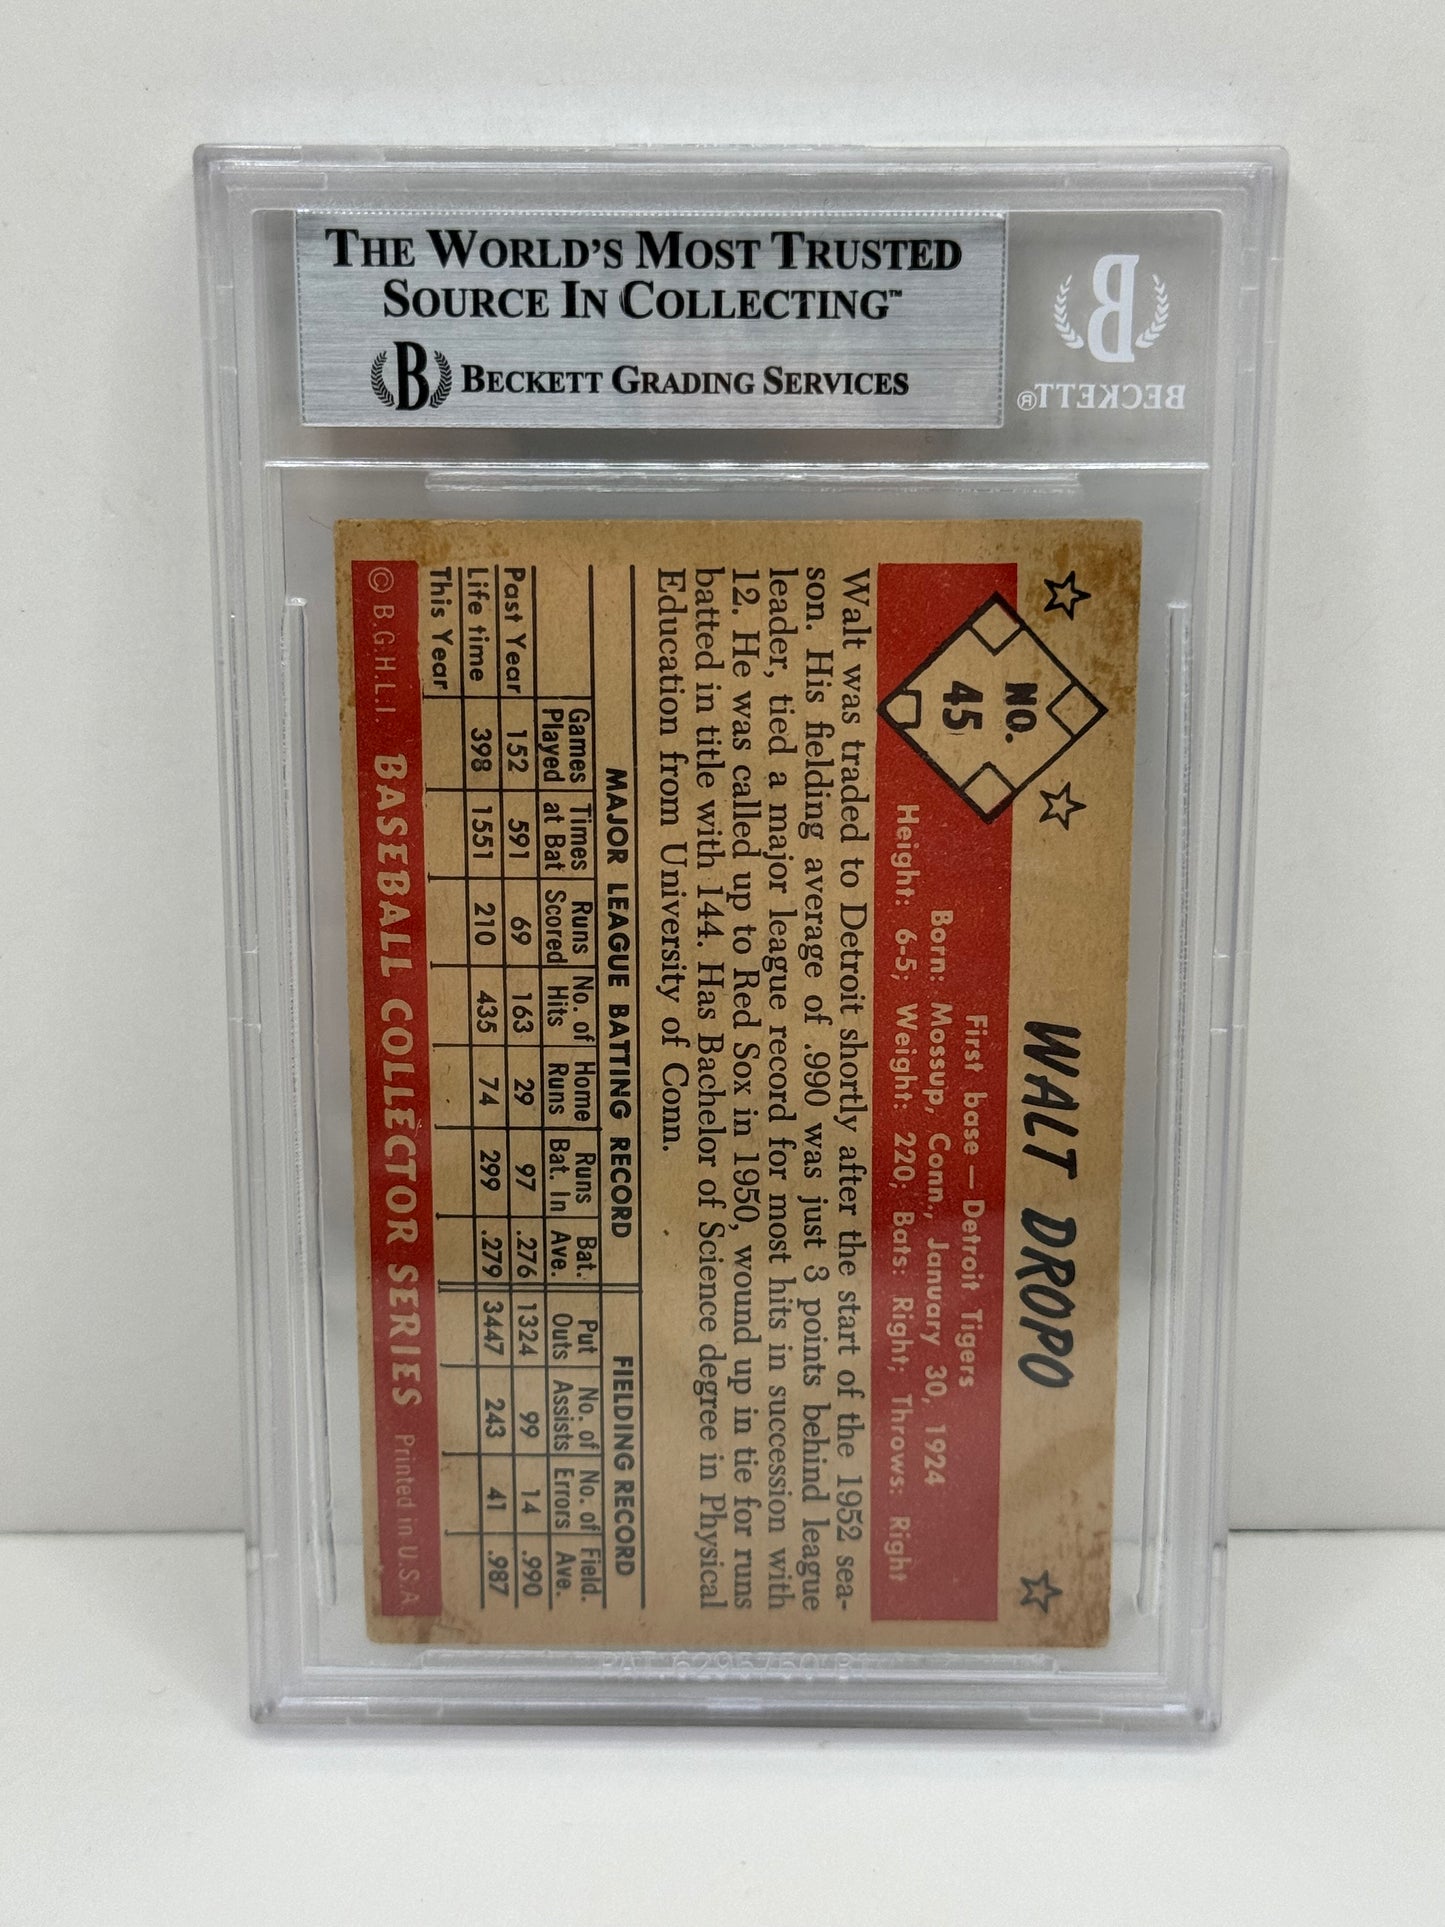 THE WORLD'S MOST TRUSTED
SOURCE IN COLLECTING™
B BECKETT GRADING SERVICES
B
BECKETT®
NO.
45
WALT DROPO
First base — Detroit Tigers
Born: Mossup, Conn., January 30, 1924
Height: 6-5; Weight: 220; Bats: Right; Throws: Right
Walt was traded to Detroit shortly after the start of the 1952 sea-
son. His fielding average of .990 was just 3 points behind league
leader, tied a major league record for most hits in succession with
12. He was called up to Red Sox in 1950, wound up in tie for runs
batted in title with 144. Has Bachelor of Science degree in Physical
Education from University of Conn.
MAJOR LEAGUE BATTING RECORD FIELDING RECORD
Games Times Runs No. of Home Runs Bat. Put No. of No. of Field.
Played at Bat Scored Hits Runs Bat. In Ave. Outs Assists Errors Ave.
Past Year 152 591 69 163 29 97 .276 1324 99 14 .990
Life time 398 1551 210 435 74 299 .279 3447 243 41 .987
This Year
© B.G.H.L.I. BASEBALL COLLECTOR SERIES Printed in U.S.A.